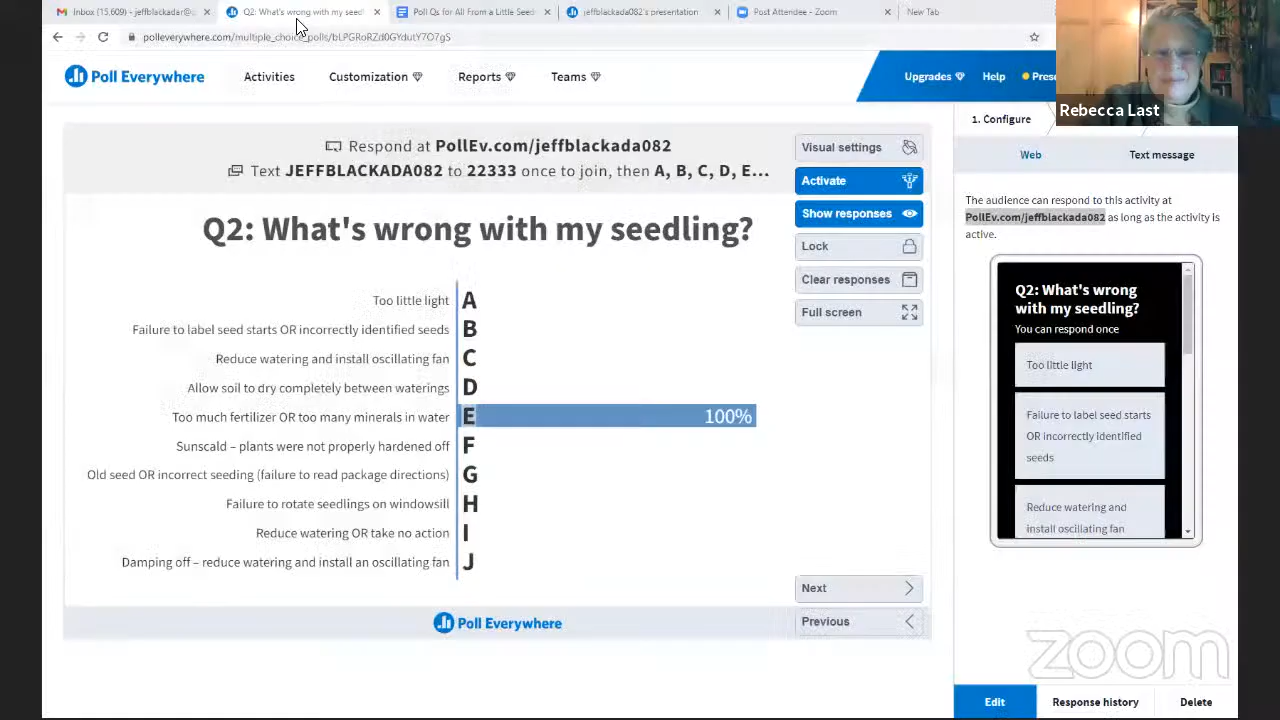 Inbox (15,609) - jeffblackadar@
Q2: What's wrong with my seedl
Poll Qs for All From a Little Seed
jeffblackada082's presentation
Post Attendee - Zoom
New Tab
polleverywhere.com/multiple_choice_polls/bLPGRoRZd0GYdutY7O7gS
Poll Everywhere
Activities
Customization
Reports
Teams
Upgrades
Help
Prese
Rebecca Last
1. Configure
Web
Text message
The audience can respond to this activity at
PollEv.com/jeffblackada082 as long as the activity is
active.
Respond at PollEv.com/jeffblackada082
Text JEFFBLACKADA082 to 22333 once to join, then A, B, C, D, E...
Q2: What's wrong with my seedling?
Too little light A
Failure to label seed starts OR incorrectly identified seeds B
Reduce watering and install oscillating fan C
Allow soil to dry completely between waterings D
Too much fertilizer OR too many minerals in water E 100%
Sunscald – plants were not properly hardened off F
Old seed OR incorrect seeding (failure to read package directions) G
Failure to rotate seedlings on windowsill H
Reduce watering OR take no action I
Damping off – reduce watering and install an oscillating fan J
Poll Everywhere
Visual settings
Activate
Show responses
Lock
Clear responses
Full screen
Next
Previous
Q2: What's wrong
with my seedling?
You can respond once
Too little light
Failure to label seed starts
OR incorrectly identified
seeds
Reduce watering and
install oscillating fan
zoom
Edit
Response history
Delete